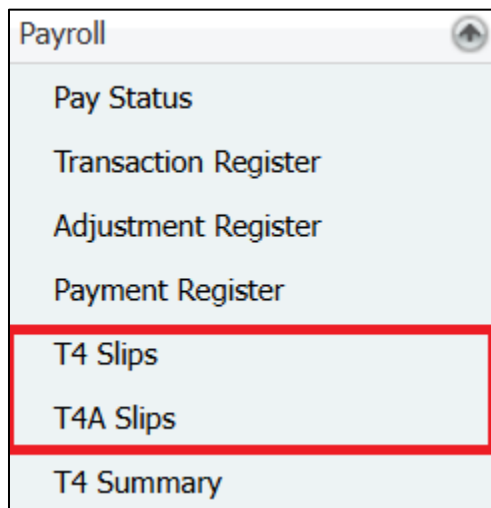 Payroll
Pay Status
Transaction Register
Adjustment Register
Payment Register
T4 Slips
T4A Slips
T4 Summary